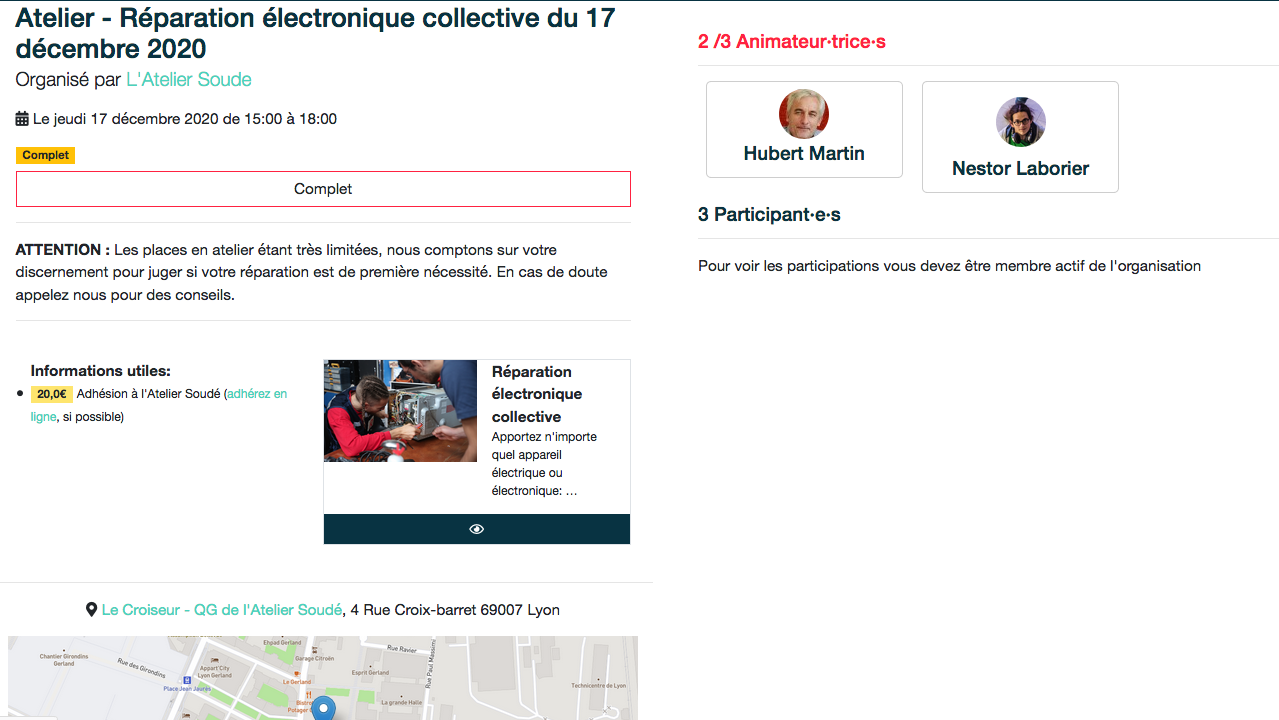 Atelier - Réparation électronique collective du 17
décembre 2020
Organisé par L'Atelier Soude
Le jeudi 17 décembre 2020 de 15:00 à 18:00
Complet
Complet
ATTENTION : Les places en atelier étant très limitées, nous comptons sur votre
discernement pour juger si votre réparation est de première nécessité. En cas de doute
appelez nous pour des conseils.
Informations utiles:
20,0€ Adhésion à l'Atelier Soudé (adhérez en
ligne, si possible)
Réparation
électronique
collective
Apportez n'importe
quel appareil
électrique ou
électronique: …
Le Croiseur - QG de l'Atelier Soudé, 4 Rue Croix-barret 69007 Lyon
Chantier Girondins
Gerland
Rue des Girondins
Place Jean Jaurès
Appart'City
Lyon Gerland
Ehpad Gerland
Garage Citroën
Le Gerland
Bistro
Potager
Esprit Gerland
La grande Halle
Rue Ravier
Rue Paul Massimi
Technicentre de Lyon
2 /3 Animateur·trice·s
Hubert Martin
Nestor Laborier
3 Participant·e·s
Pour voir les participations vous devez être membre actif de l'organisation